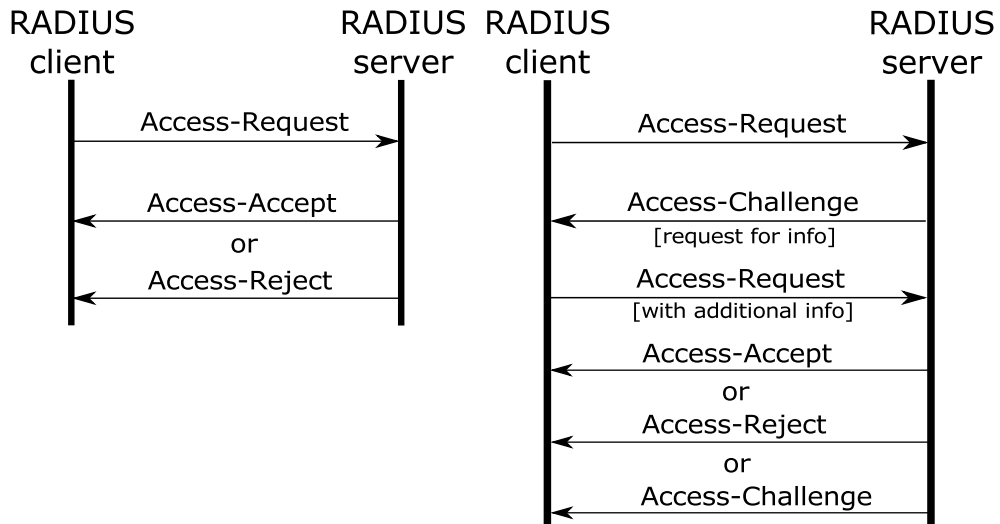 RADIUS
client
RADIUS
server
Access-Request
Access-Accept
or
Access-Reject
RADIUS
client
RADIUS
server
Access-Request
Access-Challenge
[request for info]
Access-Request
[with additional info]
Access-Accept
or
Access-Reject
or
Access-Challenge